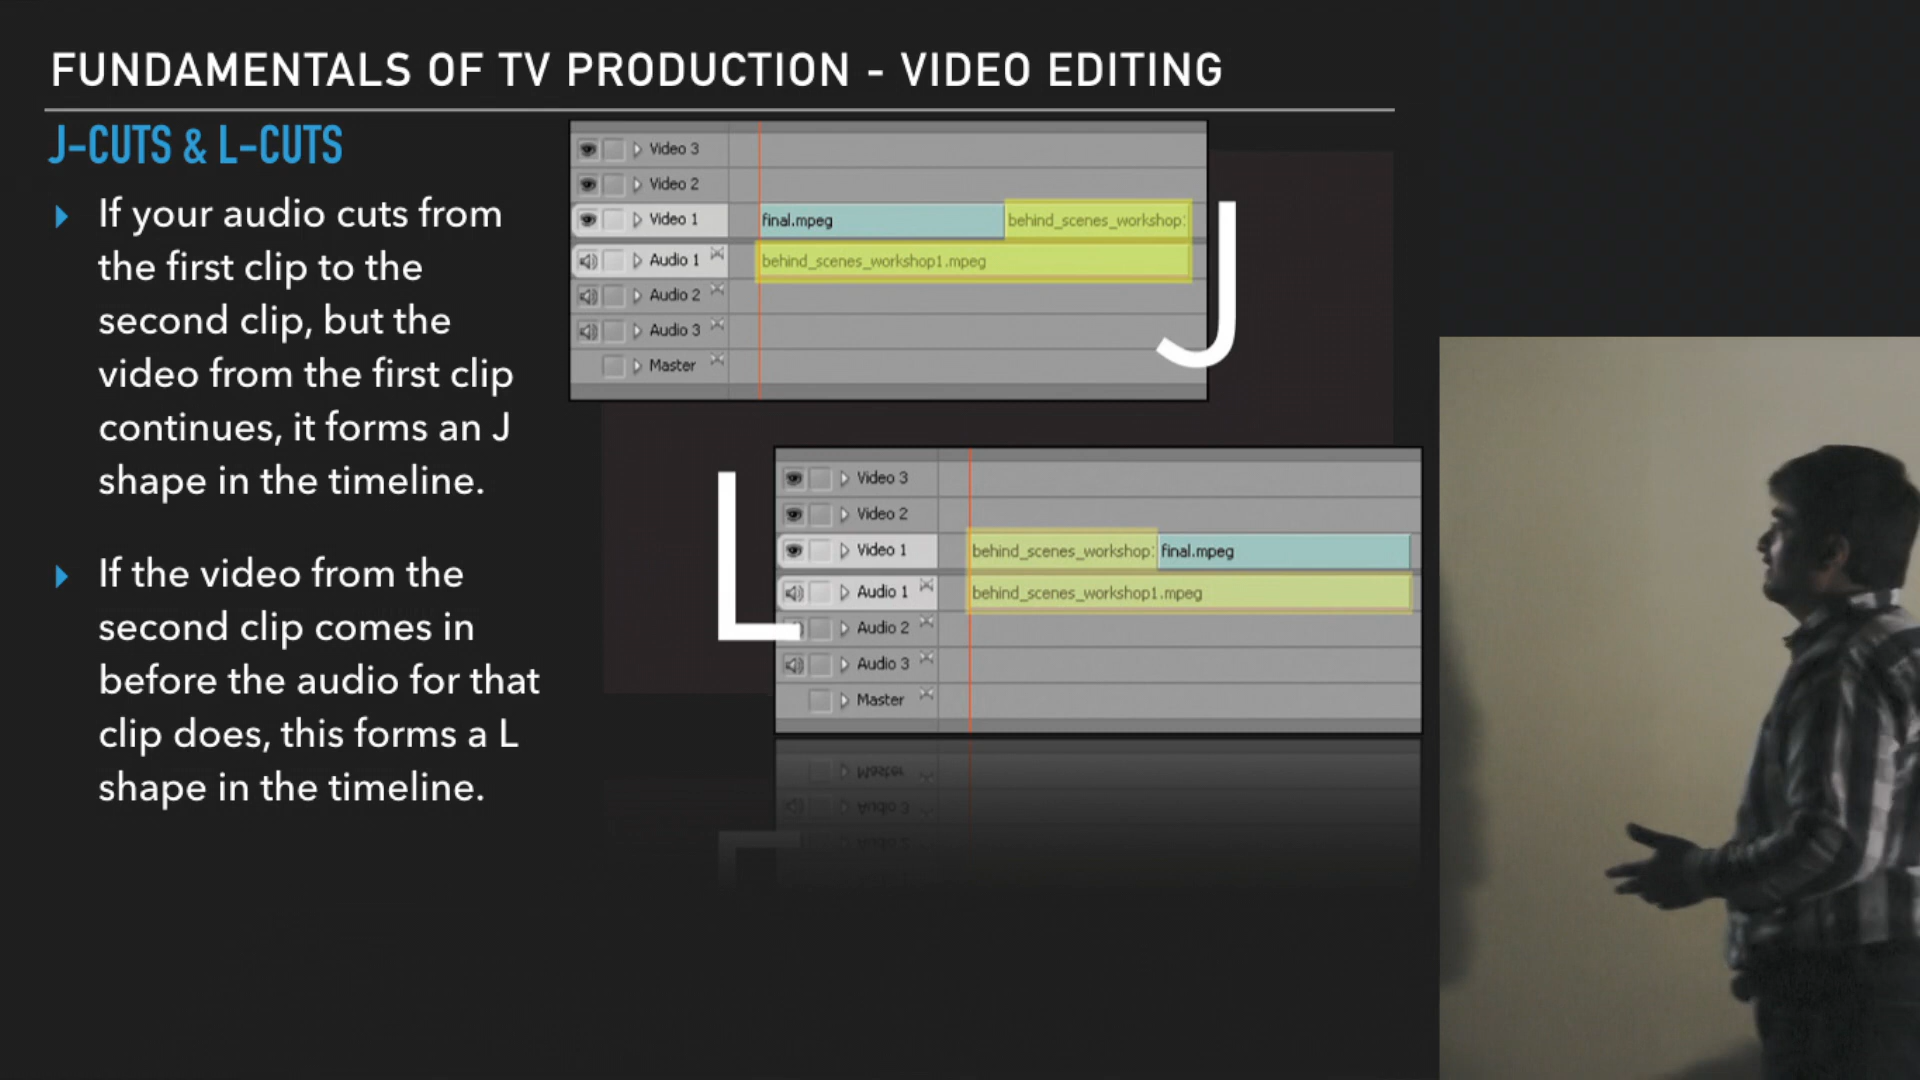 FUNDAMENTALS OF TV PRODUCTION - VIDEO EDITING
J-CUTS & L-CUTS
If your audio cuts from
the first clip to the
second clip, but the
video from the first clip
continues, it forms an J
shape in the timeline.
If the video from the
second clip comes in
before the audio for that
clip does, this forms a L
shape in the timeline.
Video 3
Video 2
Video 1
final.mpeg
behind_scenes_workshop:
Audio 1
behind_scenes_workshop1.mpeg
Audio 2
Audio 3
Master
J
L
Video 3
Video 2
Video 1
behind_scenes_workshop:
final.mpeg
Audio 1
behind_scenes_workshop1.mpeg
Audio 2
Audio 3
Master